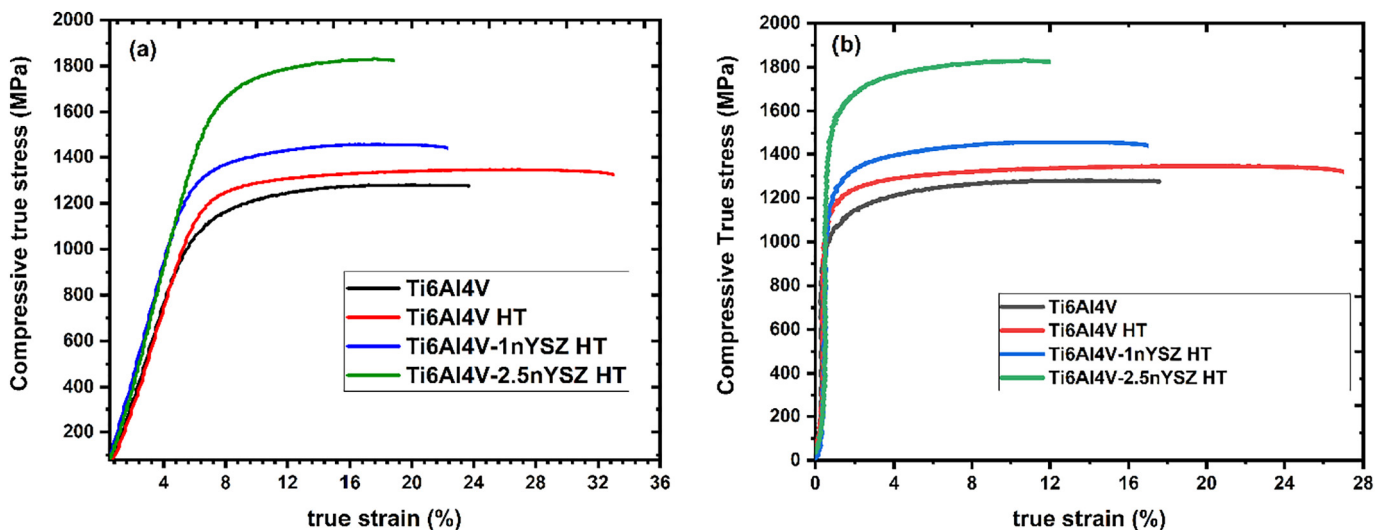 (a)
Compressive true stress (MPa)
2000
1800
1600
1400
1200
1000
800
600
400
200
Ti6Al4V
Ti6Al4V HT
Ti6Al4V-1nYSZ HT
Ti6Al4V-2.5nYSZ HT
4 8 12 16 20 24 28 32 36
true strain (%)
(b)
Compressive True stress (MPa)
2000
1800
1600
1400
1200
1000
800
600
400
200
0
Ti6Al4V
Ti6Al4V HT
Ti6Al4V-1nYSZ HT
Ti6Al4V-2.5nYSZ HT
0 4 8 12 16 20 24 28
true strain (%)